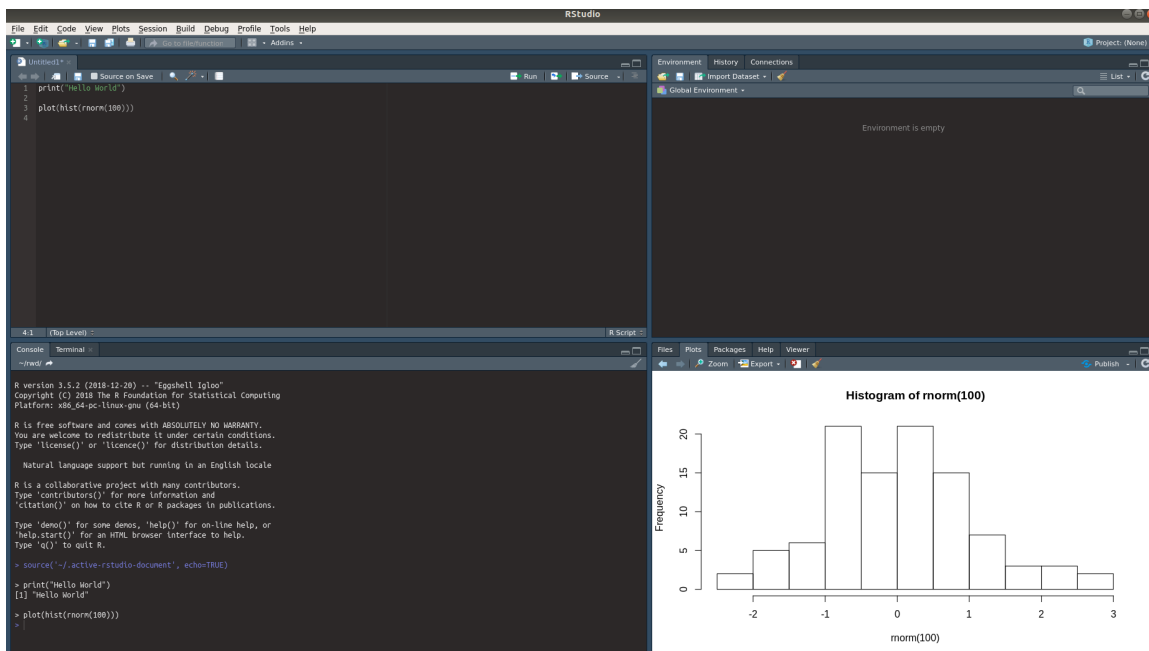 RStudio
File Edit Code View Plots Session Build Debug Profile Tools Help
Go to file/function Addins Project: (None)
Untitled1*
Source on Save Run Source
1 print("Hello World")
2
3 plot(hist(rnorm(100)))
4
4:1 (Top Level) R Script
Environment History Connections
Import Dataset List
Global Environment
Environment is empty
Console Terminal
~/rwd/
R version 3.5.2 (2018-12-20) -- "Eggshell Igloo"
Copyright (C) 2018 The R Foundation for Statistical Computing
Platform: x86_64-pc-linux-gnu (64-bit)
R is free software and comes with ABSOLUTELY NO WARRANTY.
You are welcome to redistribute it under certain conditions.
Type 'license()' or 'licence()' for distribution details.
Natural language support but running in an English locale
R is a collaborative project with many contributors.
Type 'contributors()' for more information and
'citation()' on how to cite R or R packages in publications.
Type 'demo()' for some demos, 'help()' for on-line help, or
'help.start()' for an HTML browser interface to help.
Type 'q()' to quit R.
> source('~/.active-rstudio-document', echo=TRUE)
> print("Hello World")
[1] "Hello World"
> plot(hist(rnorm(100)))
>
Files Plots Packages Help Viewer
Zoom Export Publish
Histogram of rnorm(100)
Frequency
20
15
10
5
0
-2 -1 0 1 2 3
rnorm(100)